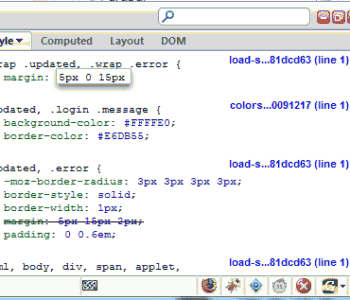 yle Computed Layout DOM
rap .updated, .wrap .error { load-s...81dcd63 (line 1)
margin: 5px 0 15px
pdated, .login .message { colors...0091217 (line 1)
background-color: #FFFFE0;
border-color: #E6DB55;
pdated, .error { load-s...81dcd63 (line 1)
-moz-border-radius: 3px 3px 3px 3px;
border-style: solid;
border-width: 1px;
margin: 5px 15px 2px;
padding: 0 0.6em;
ml, body, div, span, applet, load-s...81dcd63 (line 1)